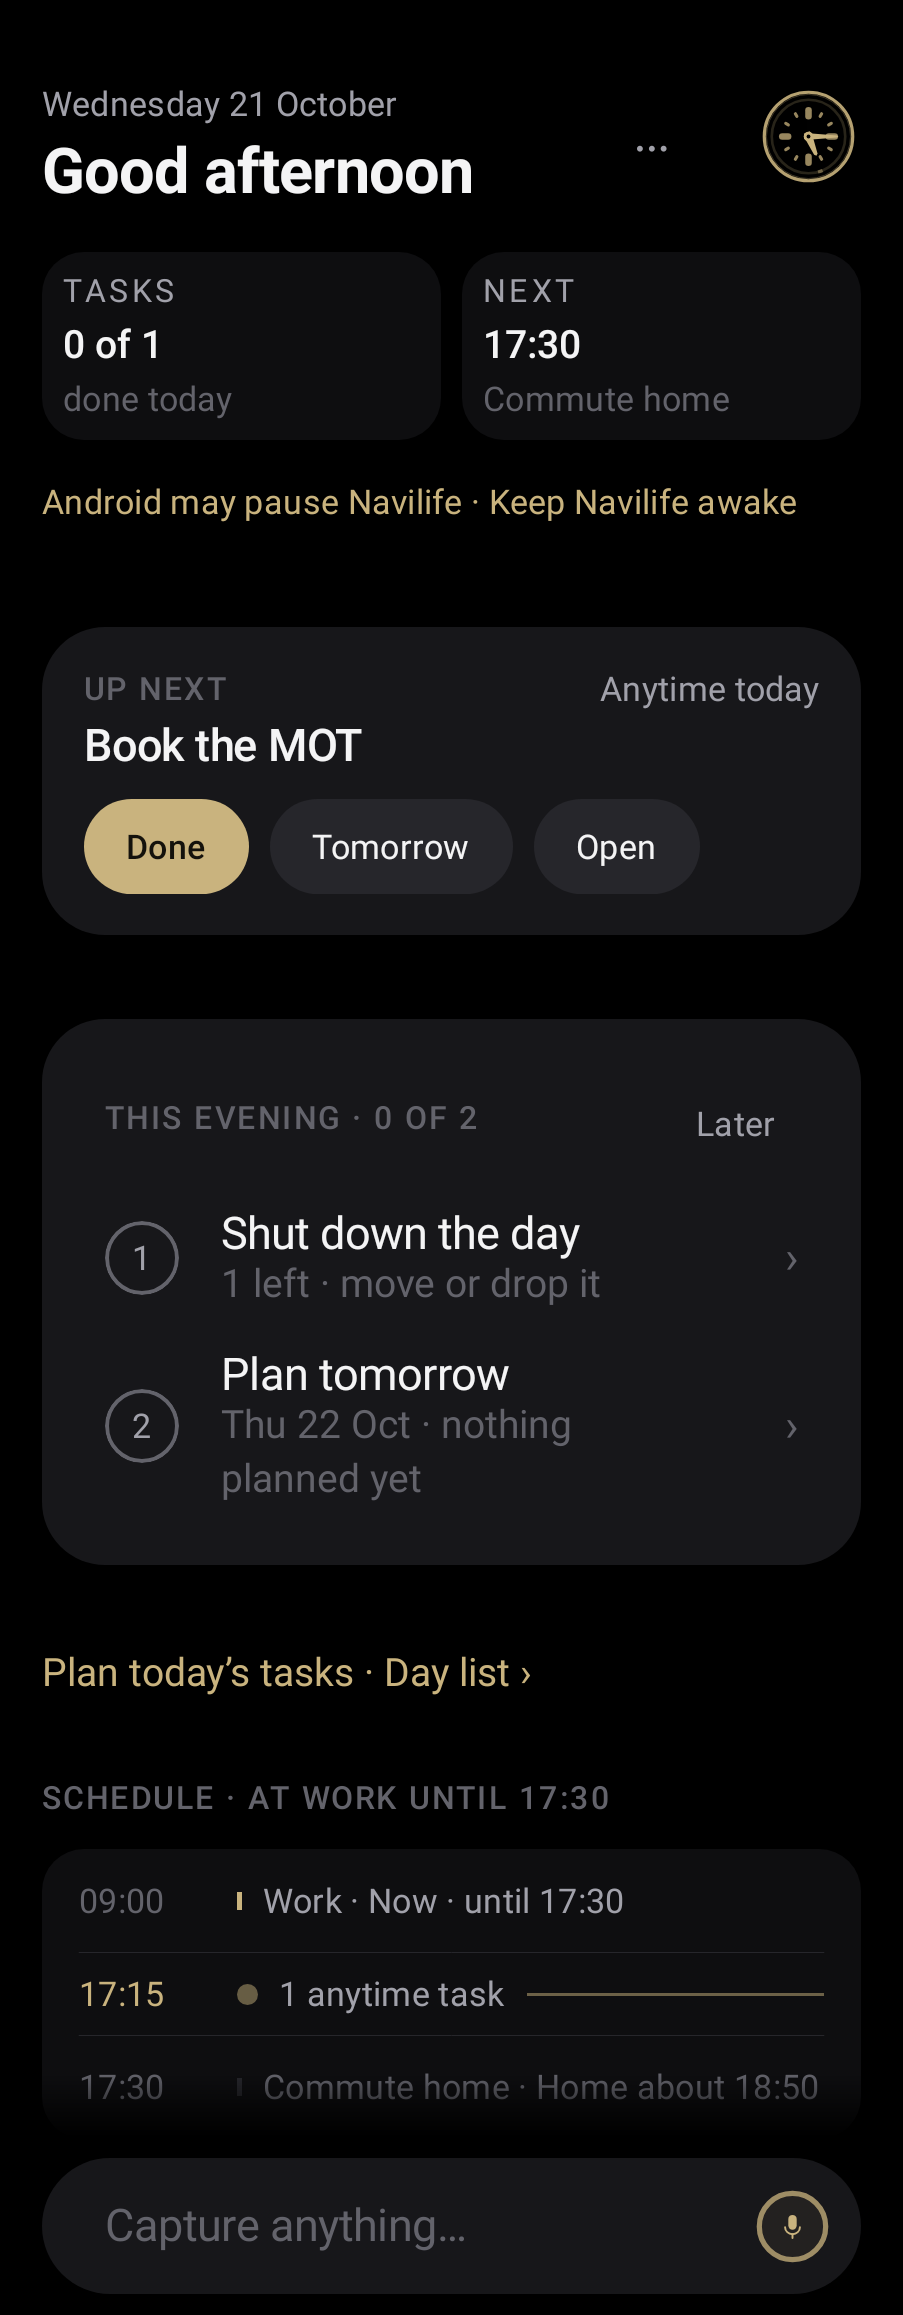 Wednesday 21 October
Good afternoon
...
TASKS
0 of 1
done today
NEXT
17:30
Commute home
Android may pause Navilife · Keep Navilife awake
UP NEXT
Anytime today
Book the MOT
Done
Tomorrow
Open
THIS EVENING · 0 OF 2
Later
1
Shut down the day
1 left · move or drop it
›
2
Plan tomorrow
Thu 22 Oct · nothing
planned yet
›
Plan today’s tasks · Day list ›
SCHEDULE · AT WORK UNTIL 17:30
09:00 Work · Now · until 17:30
17:15 1 anytime task
17:30 Commute home · Home about 18:50
Capture anything...